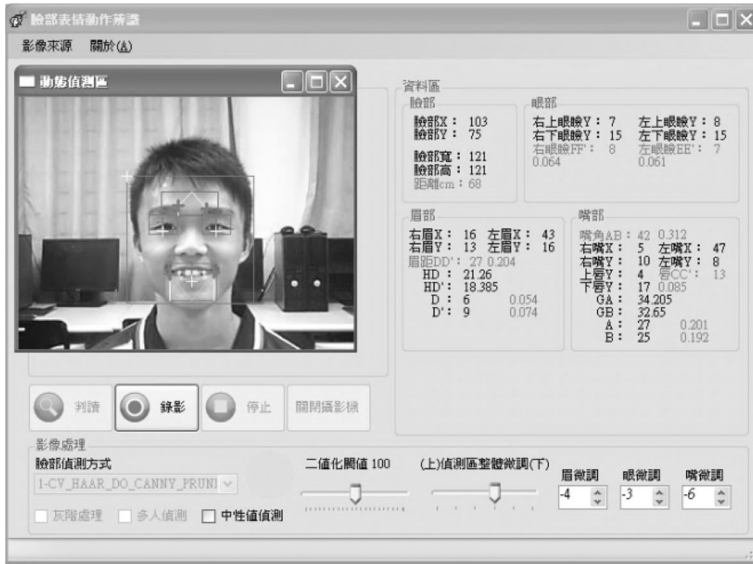 臉部表情動作辨識
影像來源 關於(A)
動態偵測區
資料區
臉部
臉部X： 103
臉部Y： 75
臉部寬： 121
臉部高： 121
距離cm： 68
眼部
右上眼瞼Y： 7 左上眼瞼Y： 8
右下眼瞼Y： 15 左下眼瞼Y： 15
右眼瞼FF'： 8 左眼瞼EE'： 7
0.064 0.061
眉部
右眉X： 16 左眉X： 43
右眉Y： 13 左眉Y： 16
眉距DD'： 27 0.204
HD： 21.26
HD'： 18.385
D： 6 0.054
D'： 9 0.074
嘴部
嘴角AB： 42 0.312
右嘴X： 5 左嘴X： 47
右嘴Y： 10 左嘴Y： 8
上唇Y： 4 唇CC'： 13
下唇Y： 17 0.085
GA： 34.205
GB： 32.65
A： 27 0.201
B： 25 0.192
判讀 錄影 停止 關閉攝影機
影像處理
臉部偵測方式
1-CV_HAAR_DO_CANNY_PRUNI
灰階處理 多人偵測 中性值偵測
二值化閥值 100
(上)偵測區整體微調(下)
眉微調 眼微調 嘴微調
-4 -3 -6